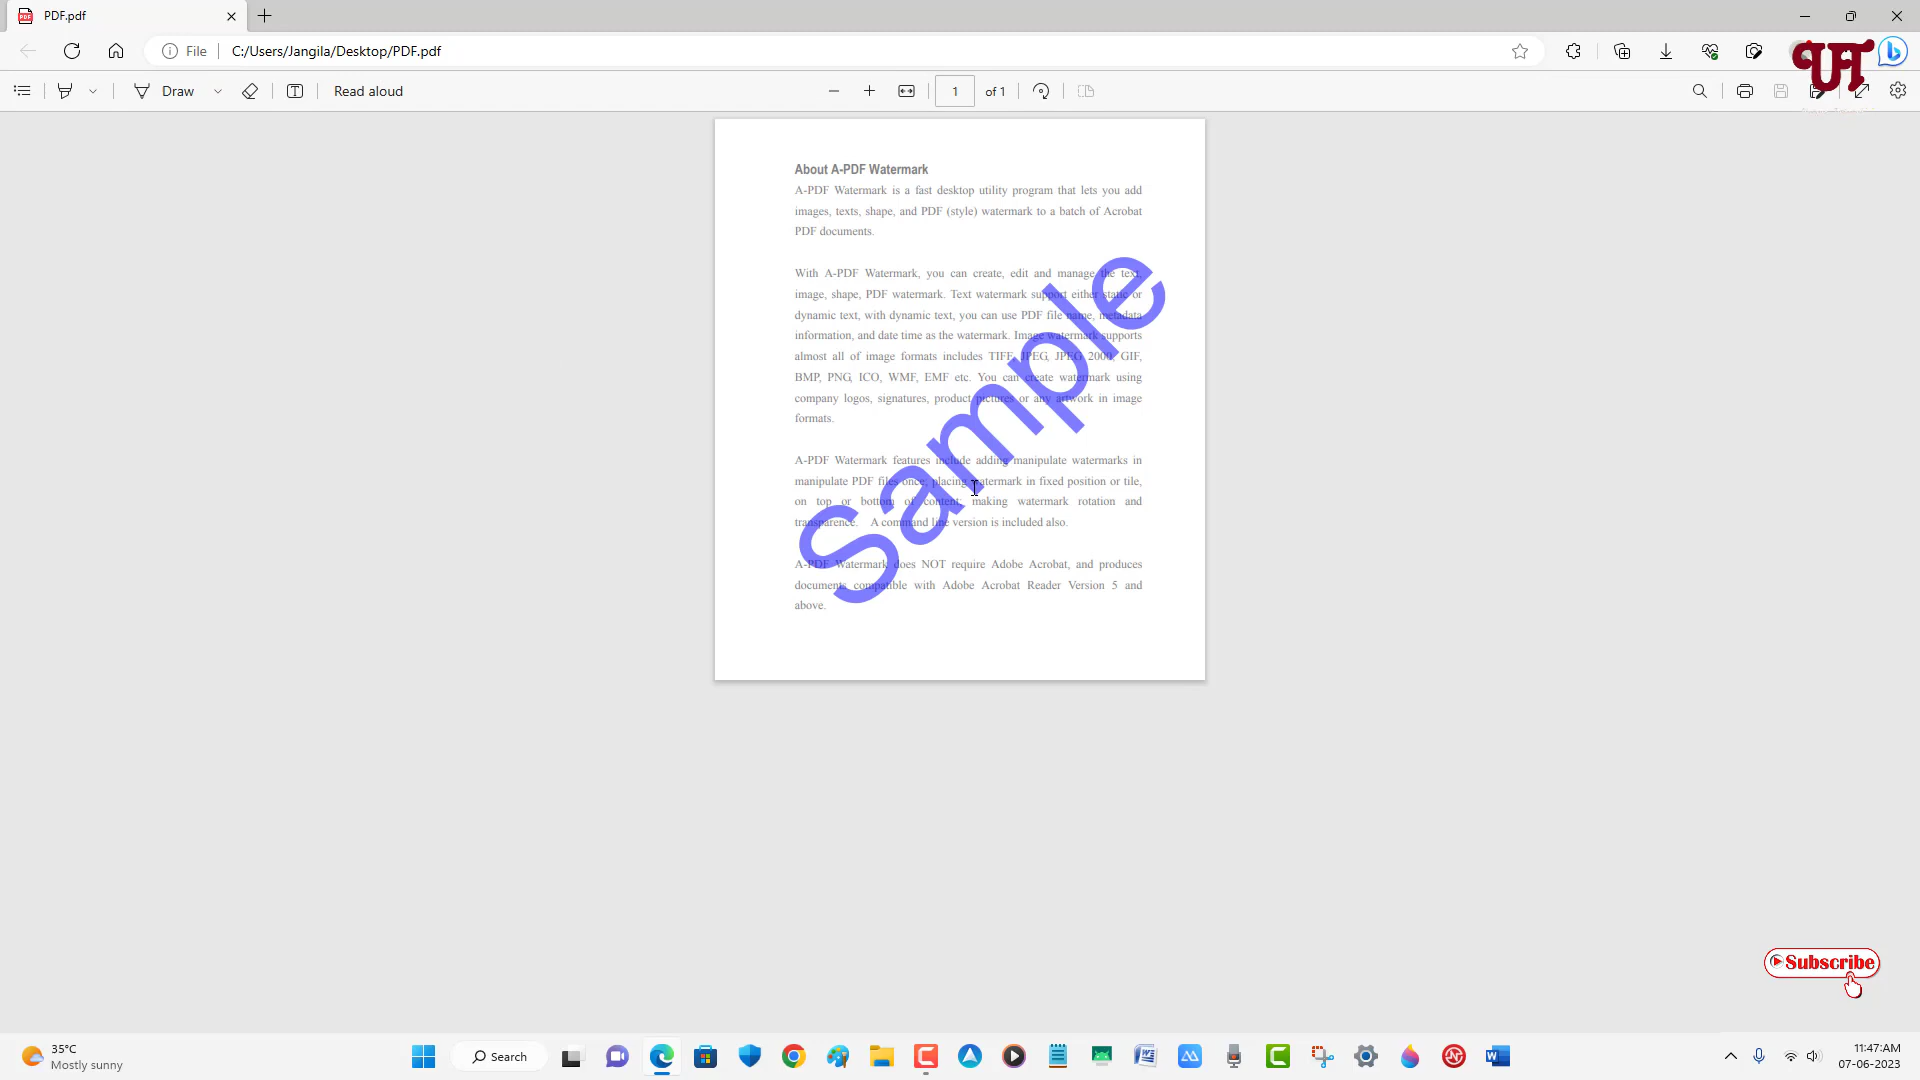 PDF.pdf
File
C:/Users/Jangila/Desktop/PDF.pdf
UTT
Draw
Read aloud
1
of 1
About A-PDF Watermark
A-PDF Watermark is a fast desktop utility program that lets you add
images, texts, shape, and PDF (style) watermark to a batch of Acrobat
PDF documents.
With A-PDF Watermark, you can create, edit and manage the text,
image, shape, PDF watermark. Text watermark support either static or
dynamic text, with dynamic text, you can use PDF file name, metadata
information, and date time as the watermark. Image watermark supports
almost all of image formats includes TIFF, JPEG, JPEG 2000, GIF,
BMP, PNG, ICO, WMF, EMF etc. You can create watermark using
company logos, signatures, product pictures or any artwork in image
formats.
A-PDF Watermark features include adding manipulate watermarks in
manipulate PDF files once; placing watermark in fixed position or tile,
on top or bottom of content; making watermark rotation and
transparence. A command line version is included also.
A-PDF Watermark does NOT require Adobe Acrobat, and produces
documents compatible with Adobe Acrobat Reader Version 5 and
above.
Sample
Subscribe
35°C
Mostly sunny
Search
11:47:AM
07-06-2023